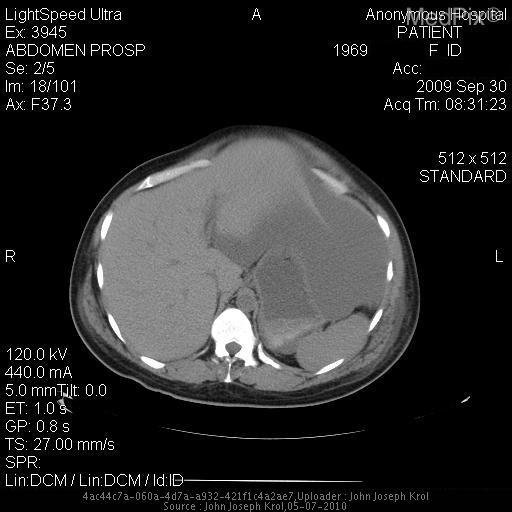 LightSpeed Ultra
Ex: 3945
ABDOMEN PROSP
Se: 2/5
Im: 18/101
Ax: F37.3
A
Anonymous Hospital
MedPix®
PATIENT
1969 F ID
Acc:
2009 Sep 30
Acq Tm: 08:31:23
512 x 512
STANDARD
R
L
120.0 kV
440.0 mA
5.0 mmTilt: 0.0
ET: 1.0 s
GP: 0.8 s
TS: 27.00 mm/s
SPR:
Lin:DCM / Lin:DCM / Id:ID
4ac44c7a-060a-4d7a-a932-421f1c4a2ae7,Uploader : John Joseph Krol
Source : John Joseph Krol,05-07-2010